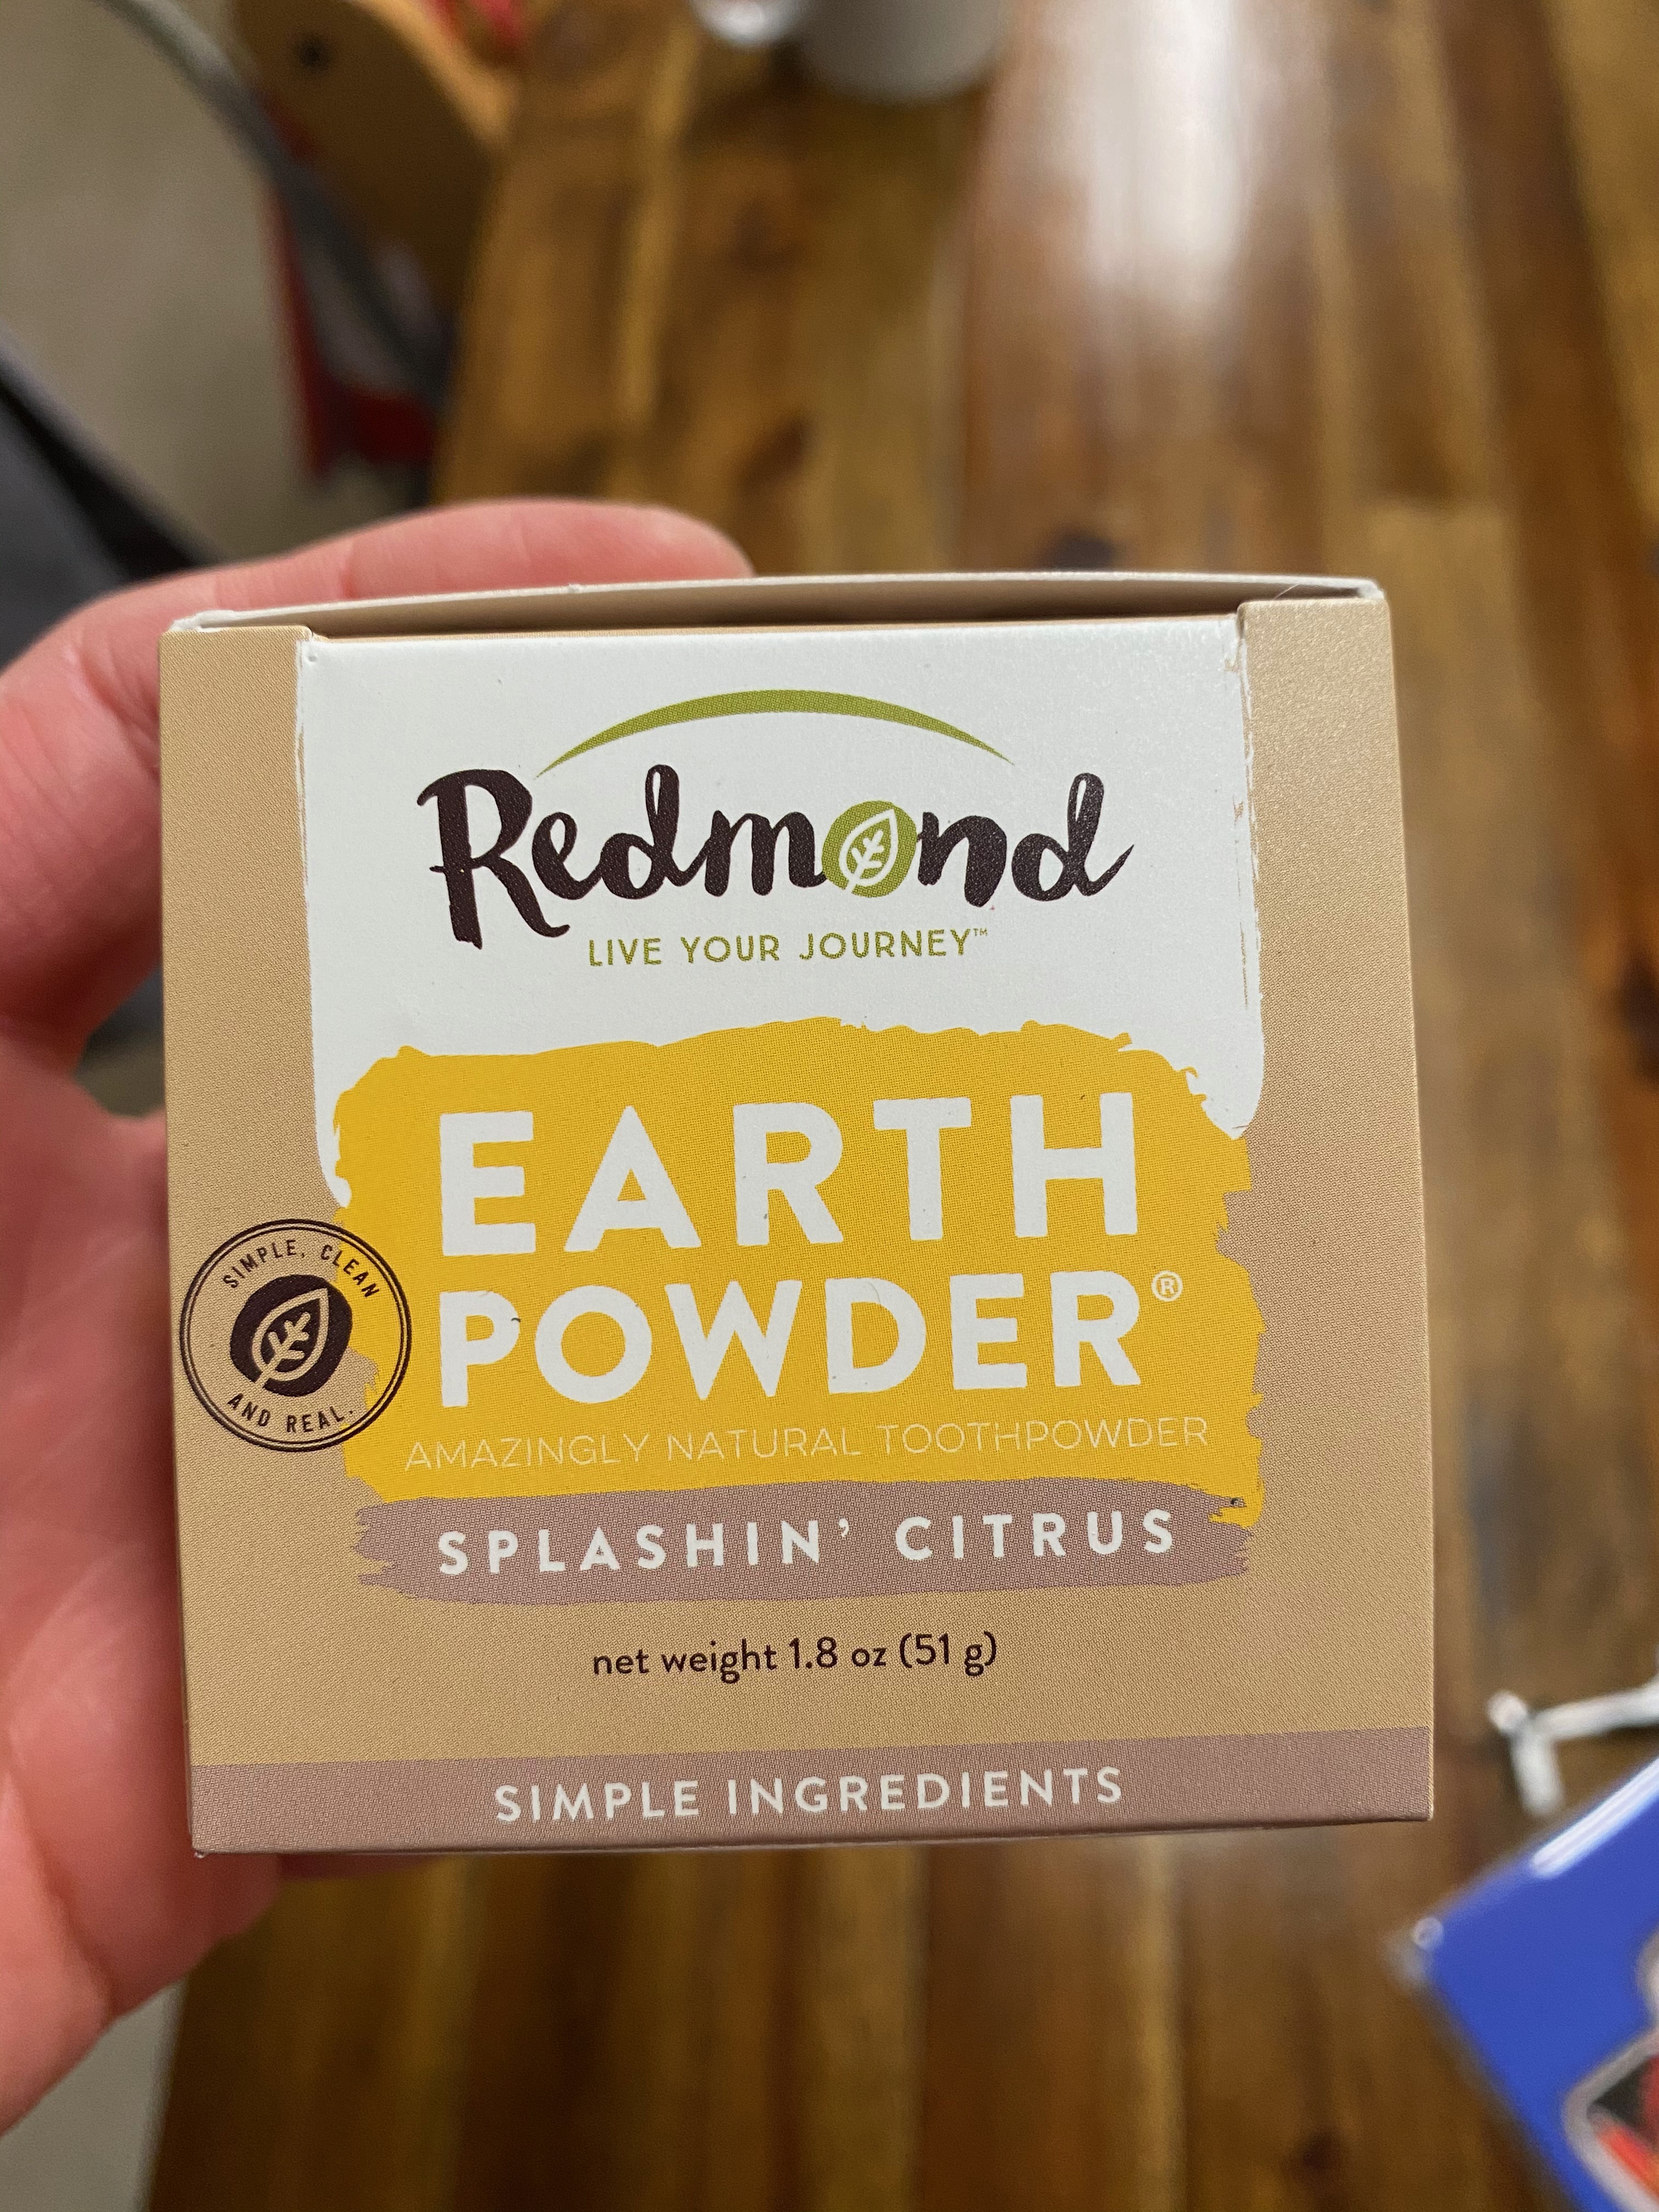 Redmond
LIVE YOUR JOURNEY™
EARTH
POWDER®
SIMPLE, CLEAN
AND REAL.
AMAZINGLY NATURAL TOOTHPOWDER
SPLASHIN' CITRUS
net weight 1.8 oz (51 g)
SIMPLE INGREDIENTS